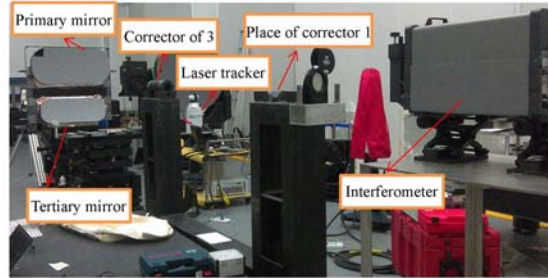 Primary mirror
Corrector of 3
Place of corrector 1
Laser tracker
Tertiary mirror
Interferometer